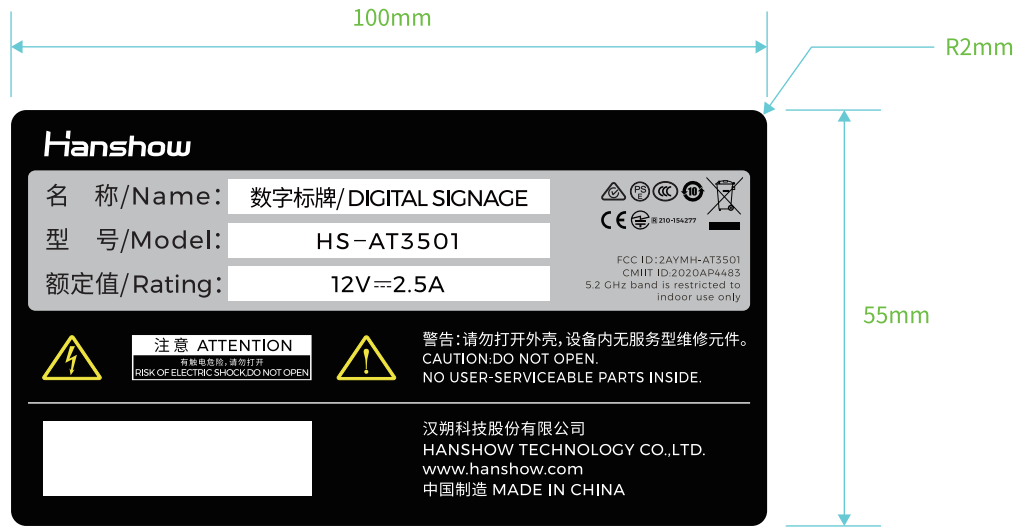 100mm
R2mm
Hanshow
名 称/Name: 数字标牌/DIGITAL SIGNAGE
型 号/Model: HS-AT3501
额定值/Rating: 12V⎓2.5A
PS E CCC 10
CE R 210-154277
FCC ID:2AYMH-AT3501
CMIIT ID:2020AP4483
5.2 GHz band is restricted to
indoor use only
55mm
注意 ATTENTION
有触电危险,请勿打开
RISK OF ELECTRIC SHOCK,DO NOT OPEN
警告:请勿打开外壳,设备内无服务型维修元件。
CAUTION:DO NOT OPEN.
NO USER-SERVICEABLE PARTS INSIDE.
汉朔科技股份有限公司
HANSHOW TECHNOLOGY CO.,LTD.
www.hanshow.com
中国制造 MADE IN CHINA